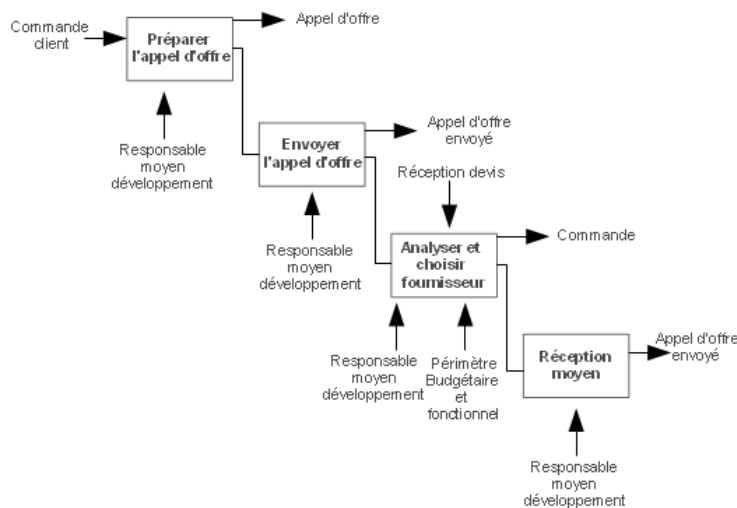 Commande
client
Préparer
l'appel d'offre
Appel d'offre
Responsable
moyen
développement
Envoyer
l'appel d'offre
Appel d'offre
envoyé
Responsable
moyen
développement
Réception devis
Analyser et
choisir
fournisseur
Commande
Responsable
moyen
développement
Périmètre
Budgétaire
et
fonctionnel
Réception
moyen
Appel d'offre
envoyé
Responsable
moyen
développement